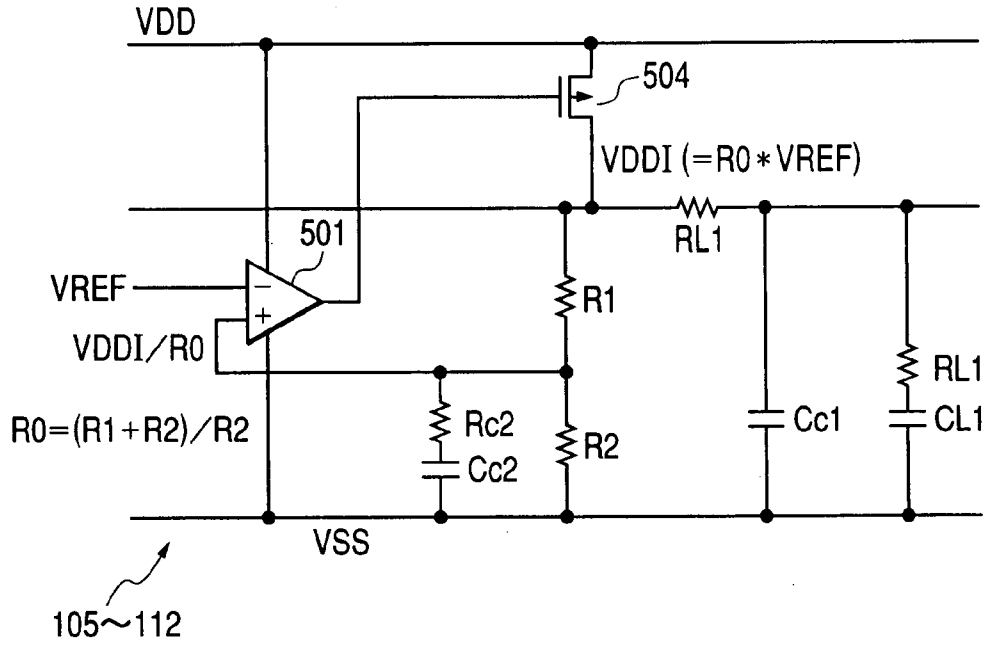 VDD
504
VDDI (=R0*VREF)
501
RL1
VREF
−
+
R1
VDDI/R0
RL1
R0=(R1+R2)/R2
Rc2
R2
Cc1
CL1
Cc2
VSS
105~112